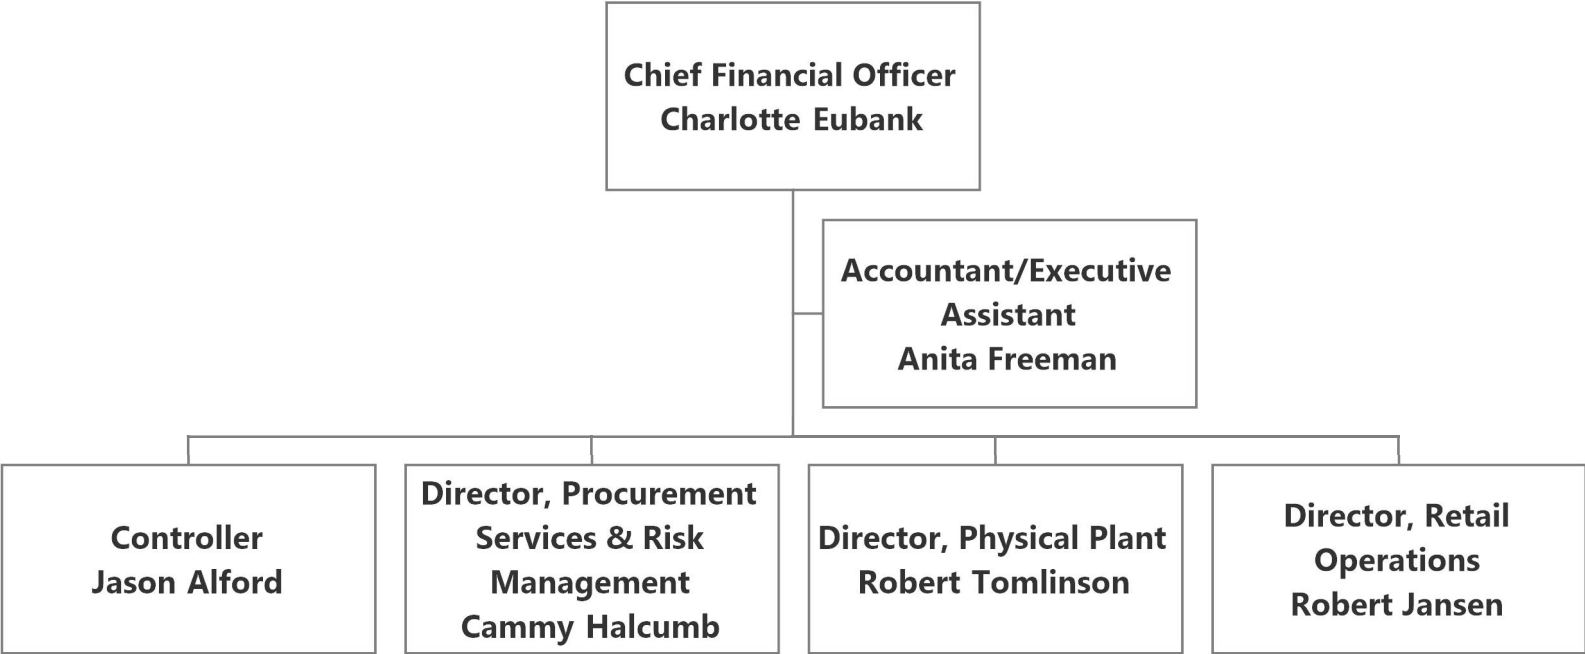 Chief Financial Officer
Charlotte Eubank
Accountant/Executive
Assistant
Anita Freeman
Controller
Jason Alford
Director, Procurement
Services & Risk
Management
Cammy Halcumb
Director, Physical Plant
Robert Tomlinson
Director, Retail
Operations
Robert Jansen